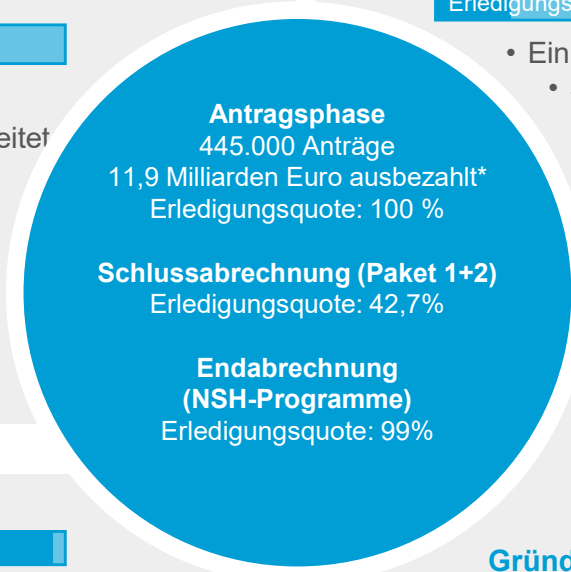 Erledigungs
• Ein
•
eitet
Antragsphase
445.000 Anträge
11,9 Milliarden Euro ausbezahlt*
Erledigungsquote: 100 %
Schlussabrechnung (Paket 1+2)
Erledigungsquote: 42,7%
Endabrechnung
(NSH-Programme)
Erledigungsquote: 99%
Gründ